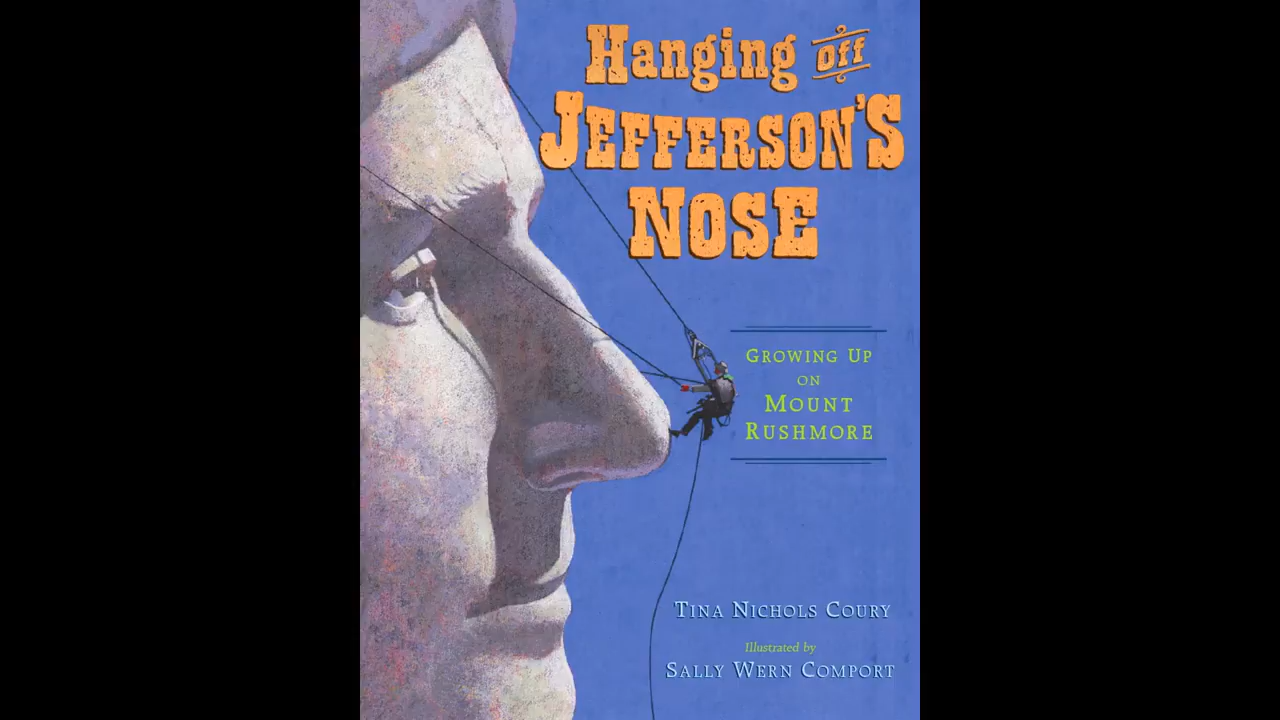 Hanging off
JEFFERSON'S
NOSE
GROWING UP
ON
MOUNT
RUSHMORE
TINA NICHOLS COURY
Illustrated by
SALLY WERN COMPORT